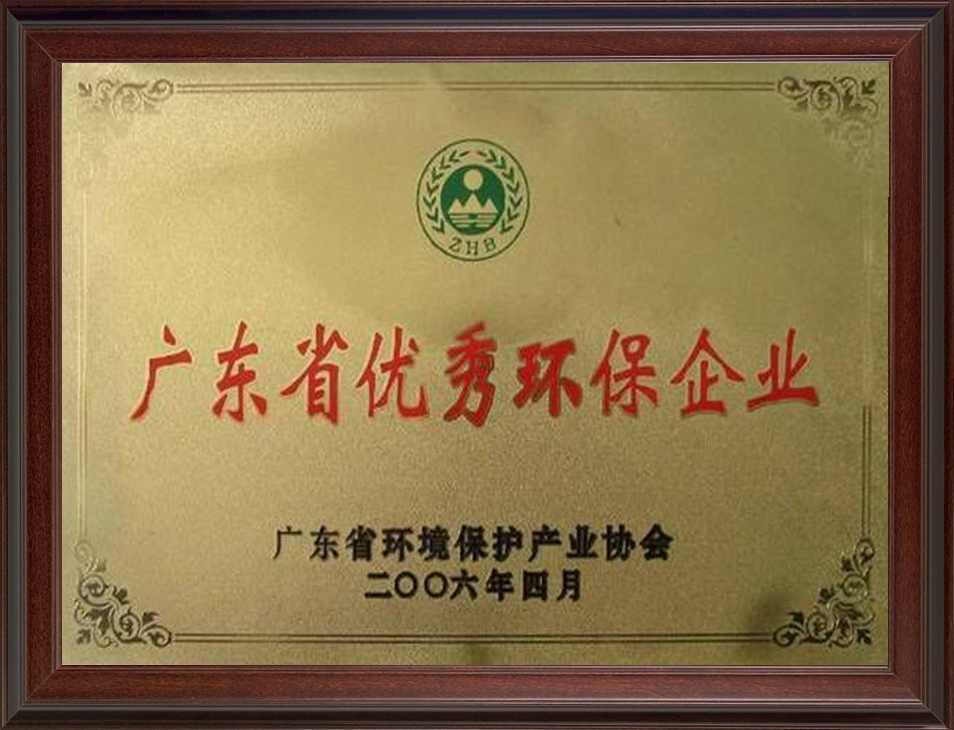 ZHB
广东省优秀环保企业
广东省环境保护产业协会
二〇〇六年四月